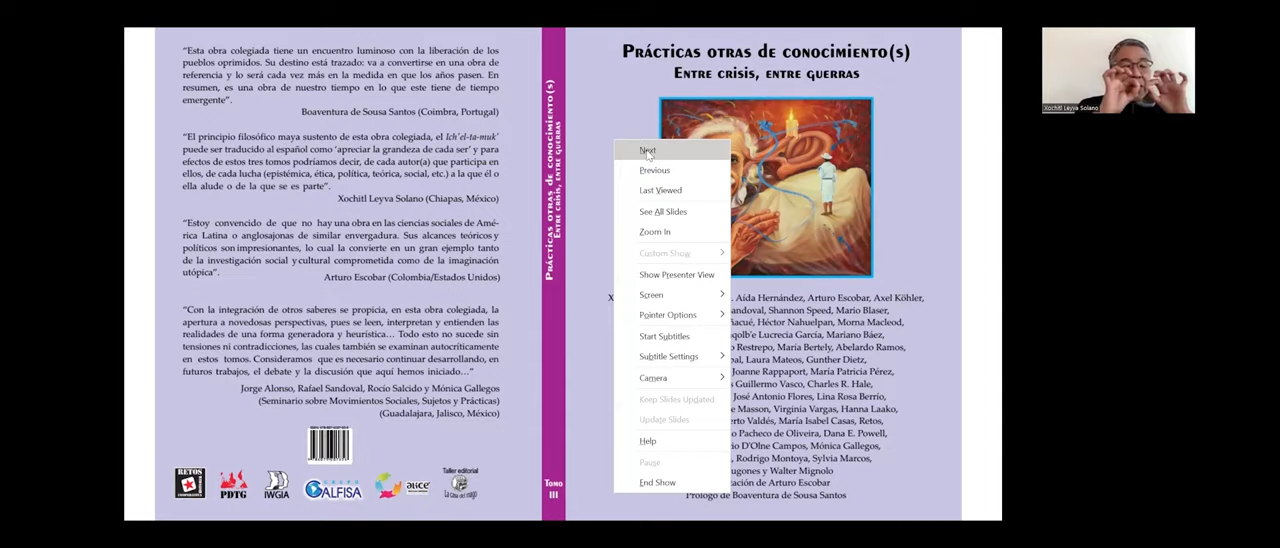 “Esta obra colegiada tiene un encuentro luminoso con la liberación de los
pueblos oprimidos. Su destino está trazado: va a convertirse en una obra de
referencia y lo será cada vez más en la medida en que los años pasen. En
resumen, es una obra de nuestro tiempo en lo que este tiene de tiempo
emergente”.
Boaventura de Sousa Santos (Coimbra, Portugal)
“El principio filosófico maya sustento de esta obra colegiada, el Ich’el-ta-muk’
puede ser traducido al español como ‘apreciar la grandeza de cada ser’ y para
efectos de estos tres tomos podríamos decir, de cada autor(a) que participa en
ellos, de cada lucha (epistémica, ética, política, teórica, social, etc.) a la que él o
ella alude o de la que se es parte”.
Xochitl Leyva Solano (Chiapas, México)
“Estoy convencido de que no hay una obra en las ciencias sociales de Amé-
rica Latina o anglosajonas de similar envergadura. Sus alcances teóricos y
políticos son impresionantes, lo cual la convierte en un gran ejemplo tanto
de la investigación social y cultural comprometida como de la imaginación
utópica”.
Arturo Escobar (Colombia/Estados Unidos)
“Con la integración de otros saberes se propicia, en esta obra colegiada, la
apertura a novedosas perspectivas, pues se leen, interpretan y entienden las
realidades de una forma generadora y heurística… Todo esto no sucede sin
tensiones ni contradicciones, las cuales también se examinan autocríticamente
en estos tomos. Consideramos que es necesario continuar desarrollando, en
futuros trabajos, el debate y la discusión que aquí hemos iniciado…”
Jorge Alonso, Rafael Sandoval, Rocío Salcido y Mónica Gallegos
(Seminario sobre Movimientos Sociales, Sujetos y Prácticas)
(Guadalajara, Jalisco, México)
RETOS
PDTG
IWGIA
GRUPO
ALFISA
alice
Taller editorial
La casa del mago
Prácticas otras de conocimiento(s)
Entre crisis, entre guerras
Tomo
III
Prácticas otras de conocimiento(s)
Entre crisis, entre guerras
Next
Previous
Last Viewed
See All Slides
Zoom In
Custom Show
Show Presenter View
Screen
Pointer Options
Start Subtitles
Subtitle Settings
Camera
Keep Slides Updated
Update Slides
Help
Pause
End Show
X
Aída Hernández, Arturo Escobar, Axel Köhler,
Shannon Speed, Mario Blaser,
Héctor Nahuelpan, Morna Macleod,
Lucrecia García, Mariano Báez,
Restrepo, María Bertely, Abelardo Ramos,
Laura Mateos, Gunther Dietz,
Joanne Rappaport, María Patricia Pérez,
Guillermo Vasco, Charles R. Hale,
José Antonio Flores, Lina Rosa Berrío,
Masson, Virginia Vargas, Hanna Laako,
Valdés, María Isabel Casas, Retos,
Pacheco de Oliveira, Dana E. Powell,
D’Olne Campos, Mónica Gallegos,
Rodrigo Montoya, Sylvia Marcos,
y Walter Mignolo
de Arturo Escobar
Prólogo de Boaventura de Sousa Santos
Xochitl Leyva Solano